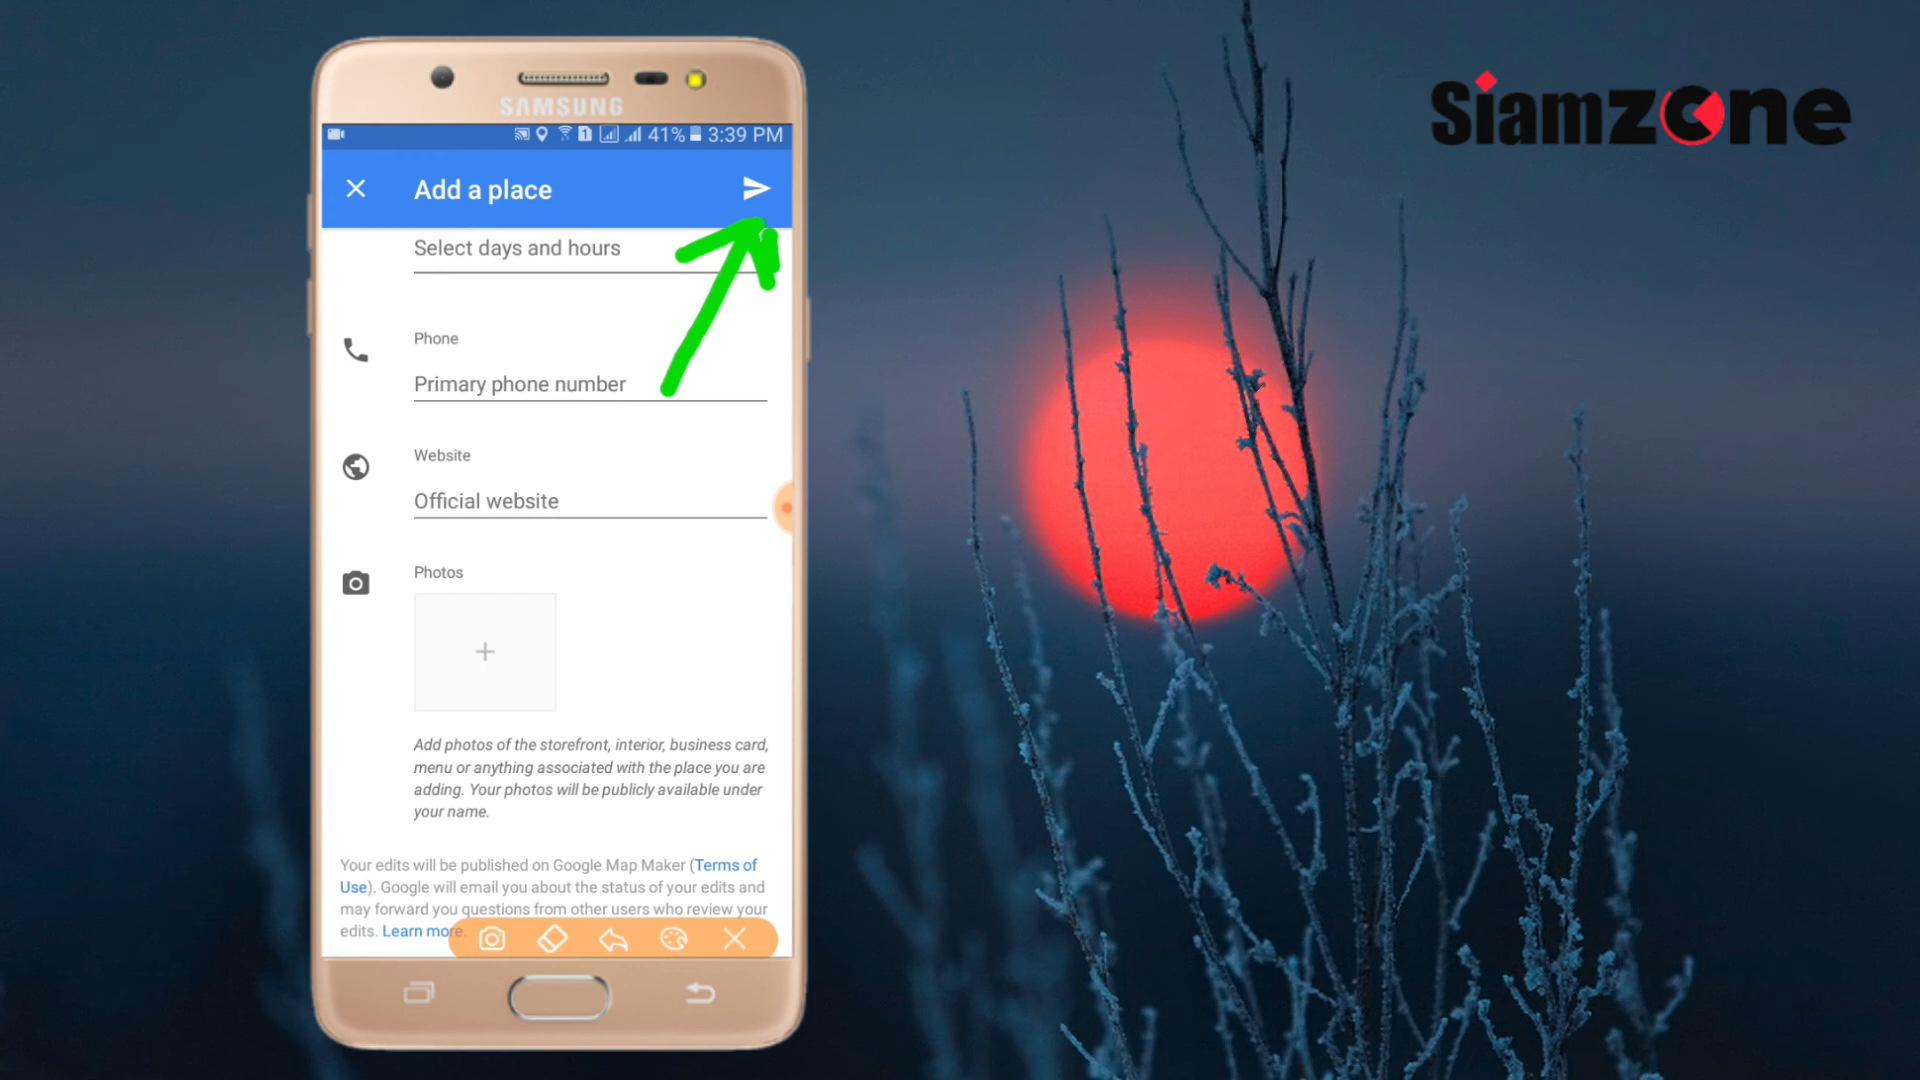 SAMSUNG
1 41% 3:39 PM
Add a place
Select days and hours
Phone
Primary phone number
Website
Official website
Photos
Add photos of the storefront, interior, business card,
menu or anything associated with the place you are
adding. Your photos will be publicly available under
your name.
Your edits will be published on Google Map Maker (Terms of
Use). Google will email you about the status of your edits and
may forward you questions from other users who review your
edits. Learn more.
Siamzone